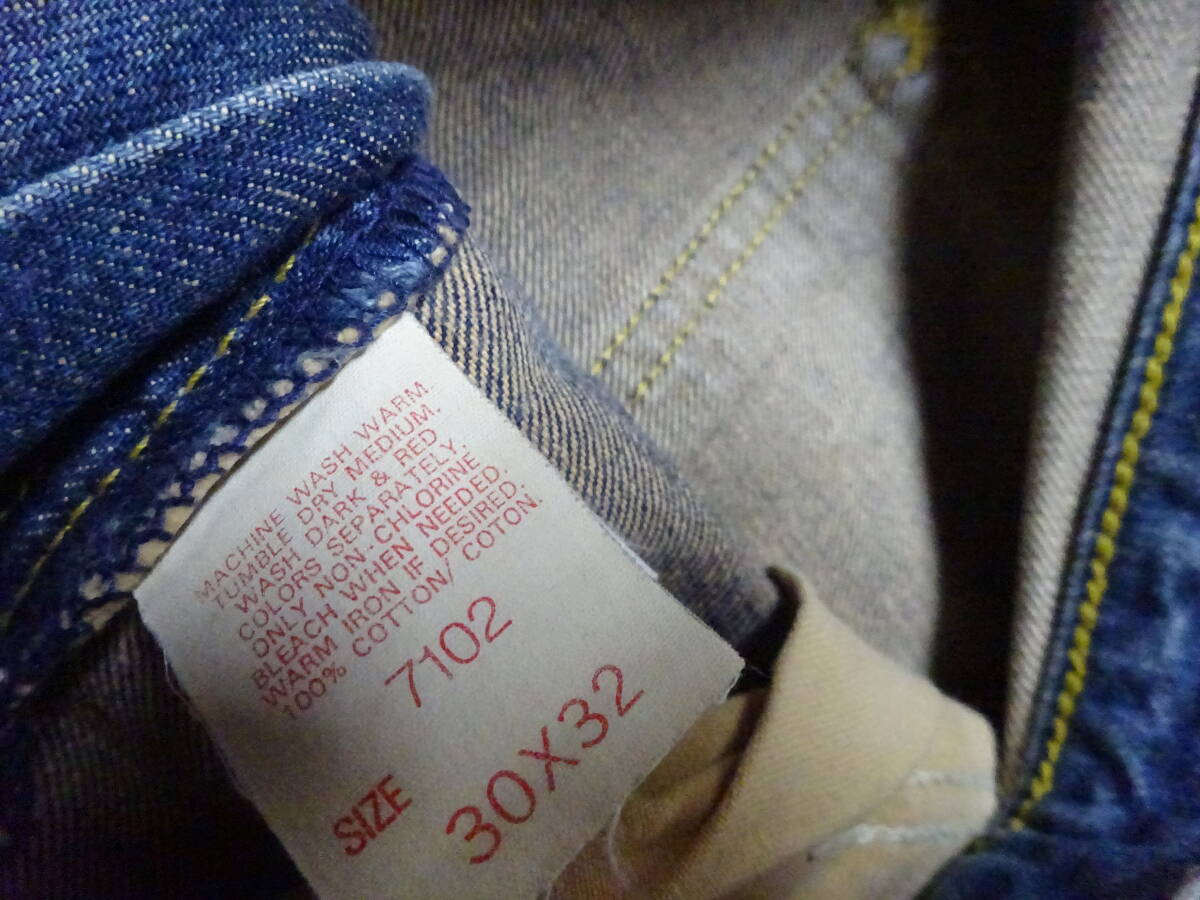 MACHINE WASH WARM.
TUMBLE DRY MEDIUM.
WASH DARK & RED
COLORS SEPARATELY.
ONLY NON-CHLORINE
BLEACH WHEN NEEDED.
WARM IRON IF DESIRED.
100% COTTON/ COTON.
7102
SIZE 30X32